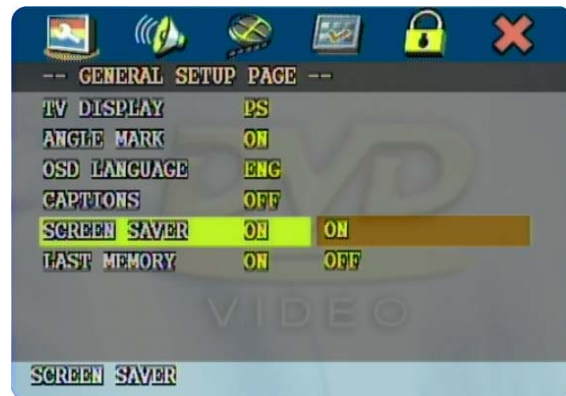 -- GENERAL SETUP PAGE --
TV DISPLAY PS
ANGLE MARK ON
OSD LANGUAGE ENG
CAPTIONS OFF
SCREEN SAVER ON ON
LAST MEMORY ON OFF
DVD
VIDEO
SCREEN SAVER